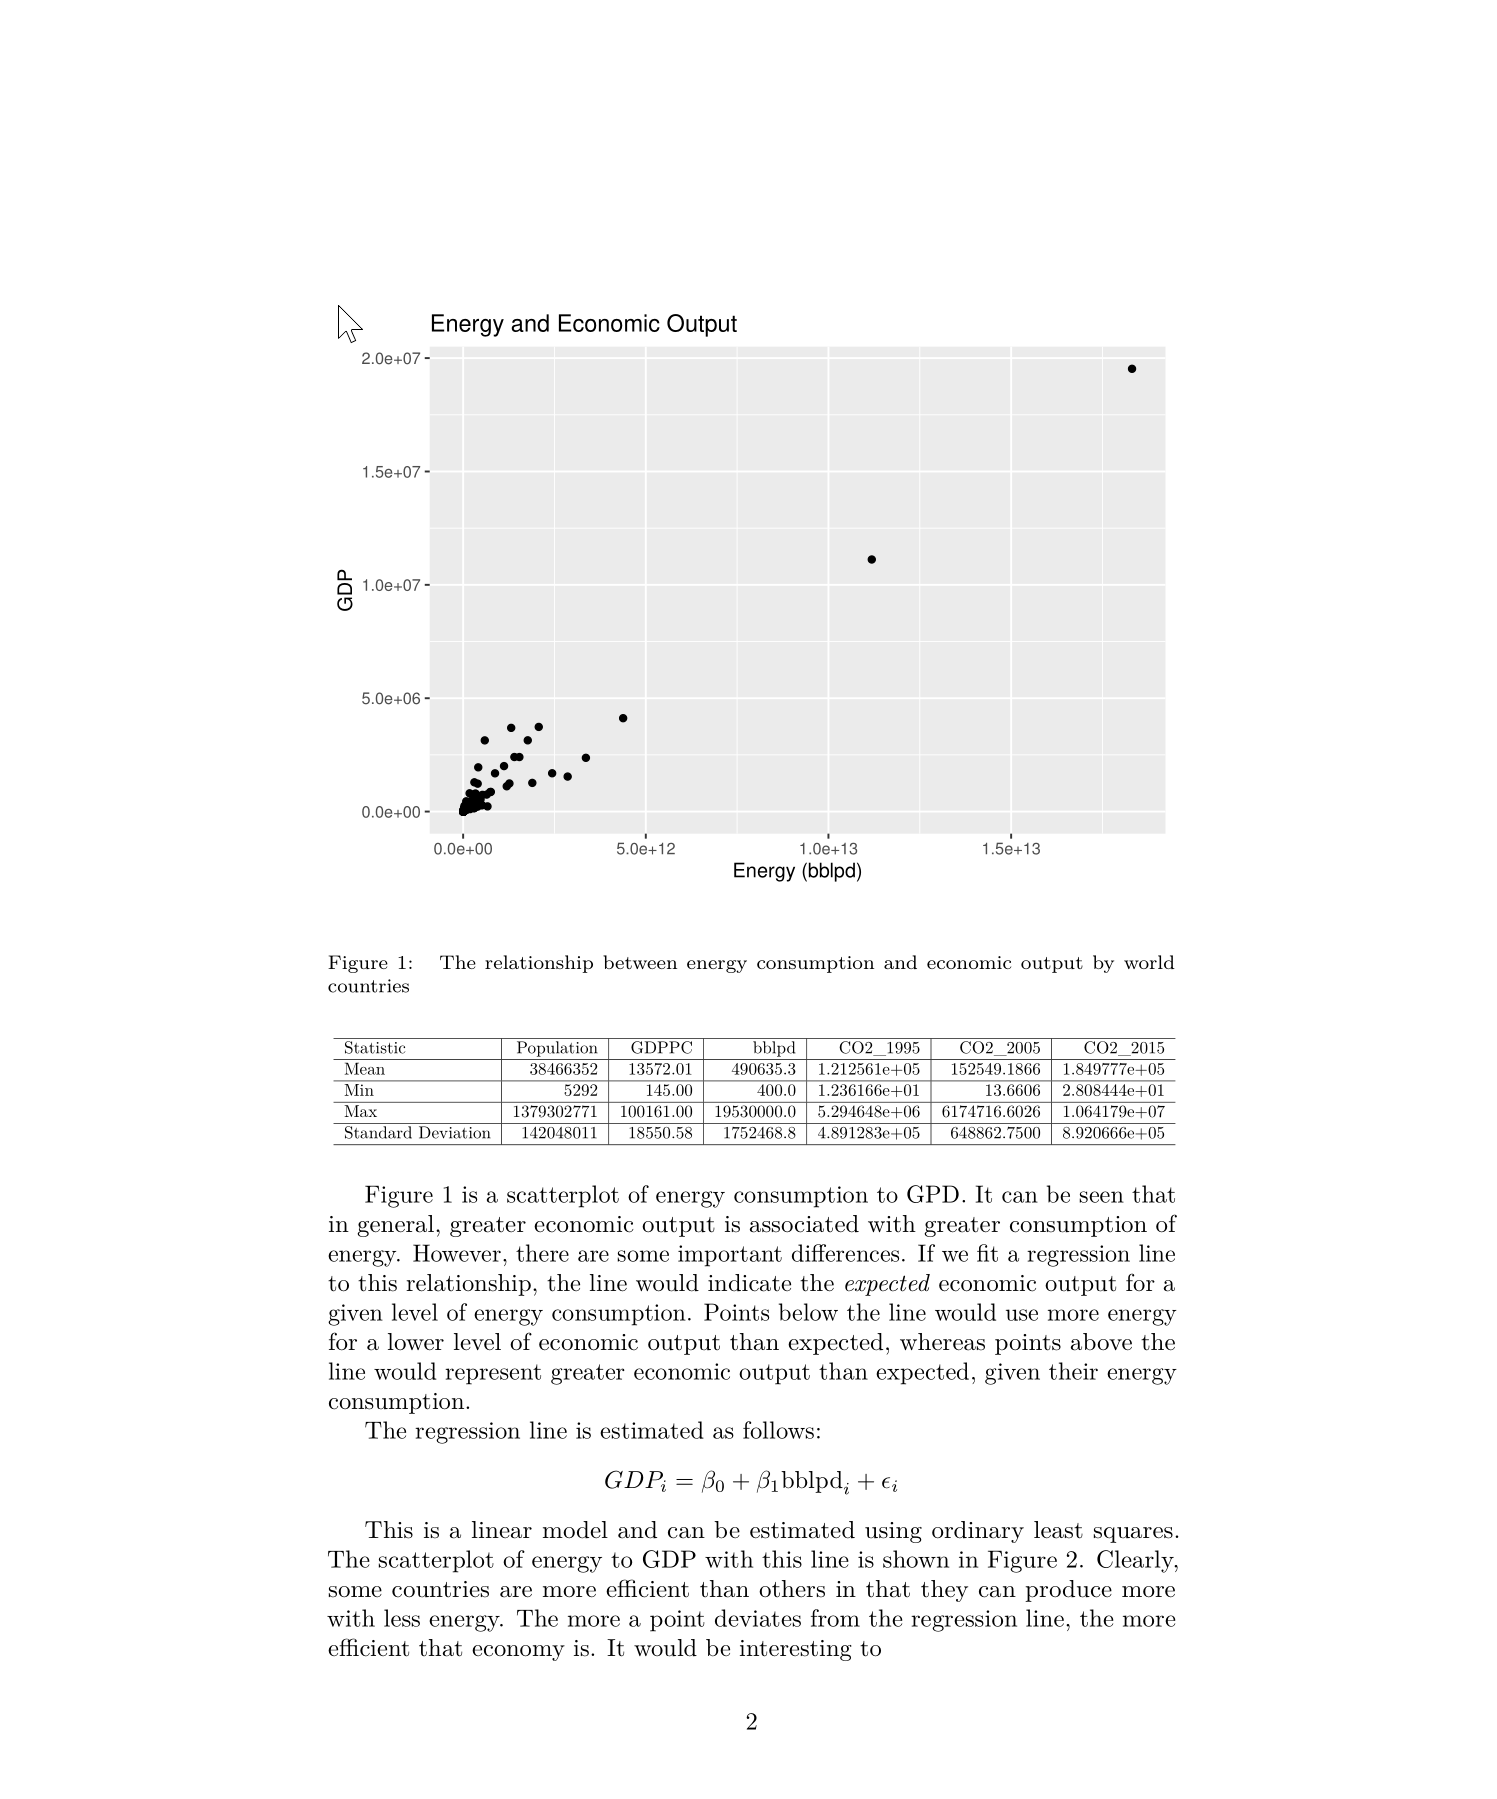 Energy and Economic Output
2.0e+07
1.5e+07
1.0e+07
5.0e+06
0.0e+00
GDP
0.0e+00 5.0e+12 1.0e+13 1.5e+13
Energy (bblpd)
Figure 1: The relationship between energy consumption and economic output by world
countries
Statistic Population GDPPC bblpd CO2_1995 CO2_2005 CO2_2015
Mean 38466352 13572.01 490635.3 1.212561e+05 152549.1866 1.849777e+05
Min 5292 145.00 400.0 1.236166e+01 13.6606 2.808444e+01
Max 1379302771 100161.00 19530000.0 5.294648e+06 6174716.6026 1.064179e+07
Standard Deviation 142048011 18550.58 1752468.8 4.891283e+05 648862.7500 8.920666e+05
Figure 1 is a scatterplot of energy consumption to GPD. It can be seen that
in general, greater economic output is associated with greater consumption of
energy. However, there are some important differences. If we fit a regression line
to this relationship, the line would indicate the expected economic output for a
given level of energy consumption. Points below the line would use more energy
for a lower level of economic output than expected, whereas points above the
line would represent greater economic output than expected, given their energy
consumption.
The regression line is estimated as follows:
GDPᵢ = β₀ + β₁bblpdᵢ + ϵᵢ
This is a linear model and can be estimated using ordinary least squares.
The scatterplot of energy to GDP with this line is shown in Figure 2. Clearly,
some countries are more efficient than others in that they can produce more
with less energy. The more a point deviates from the regression line, the more
efficient that economy is. It would be interesting to
2